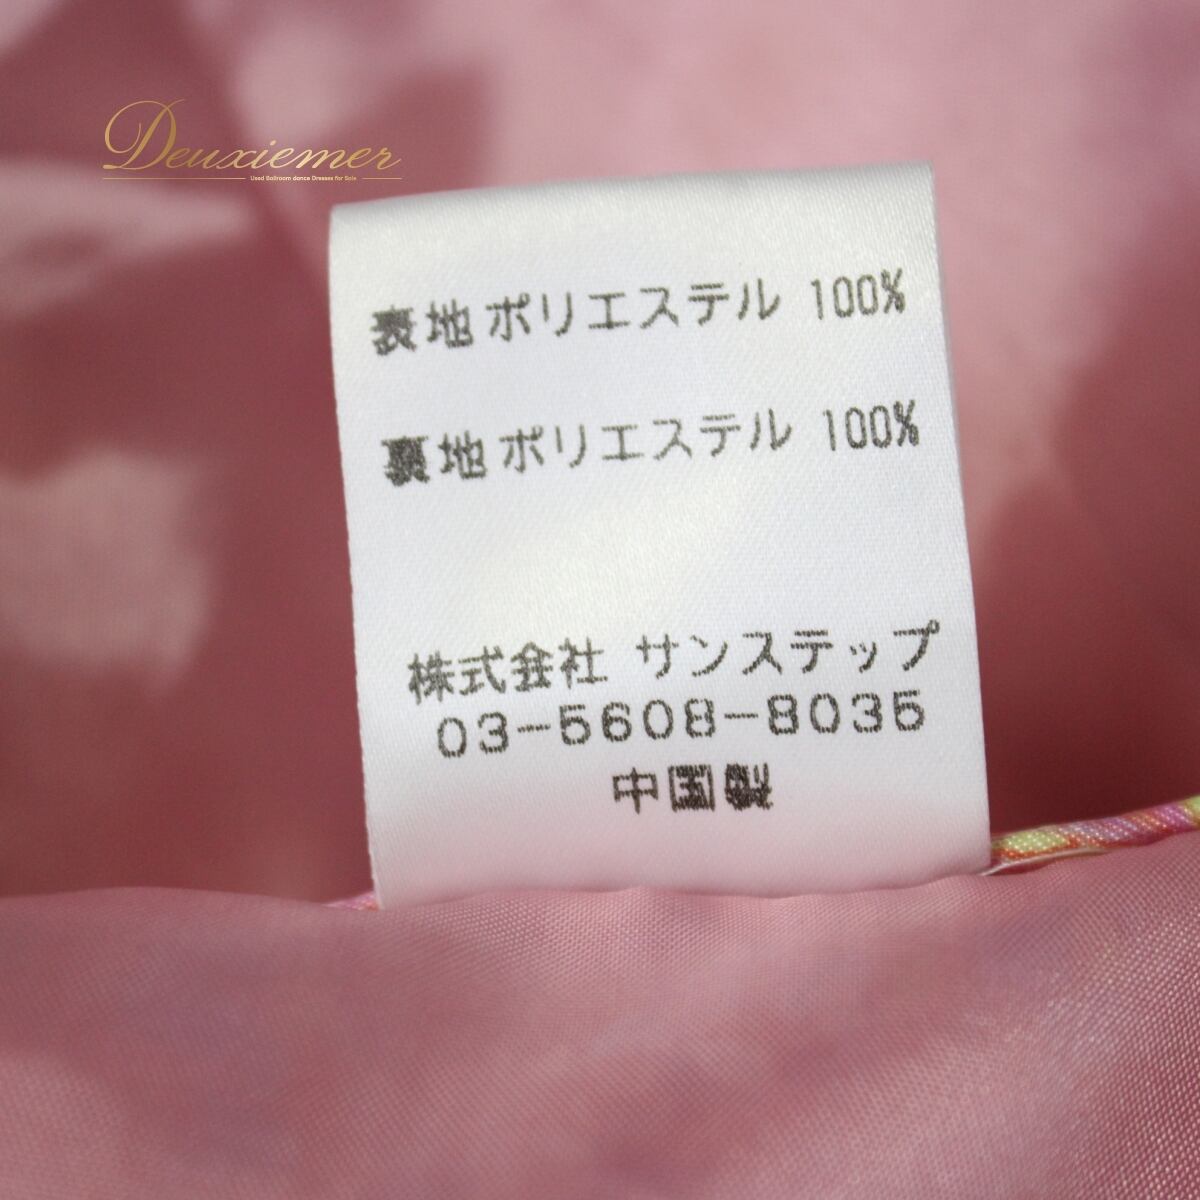 Deuxiemer
Used Ballroom dance Dresses for Sale
表地 ポリエステル 100%
裏地 ポリエステル 100%
株式会社 サンステップ
03-5608-8035
中国製